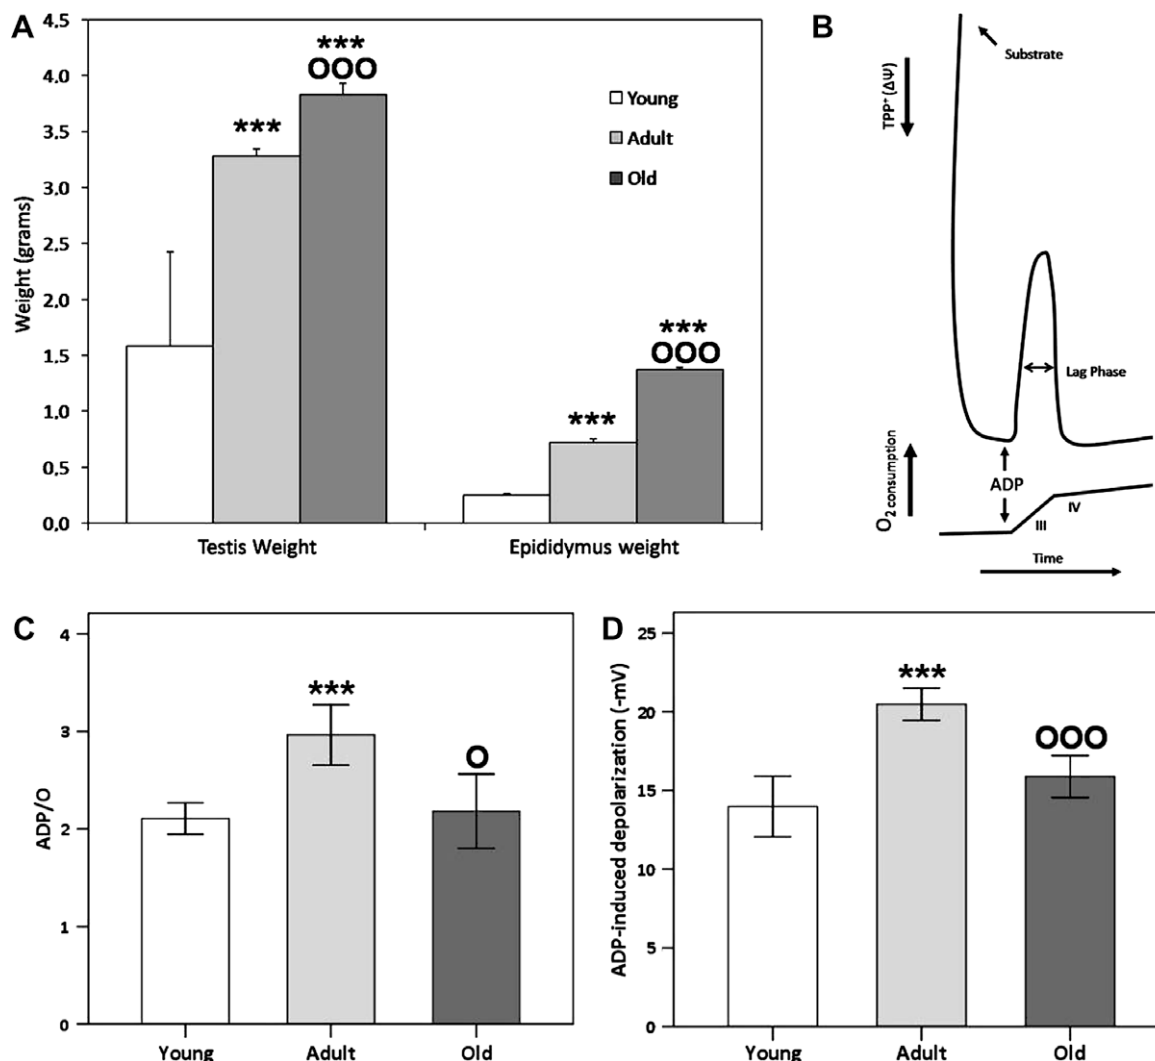 A
4.5
4.0
3.5
3.0
2.5
2.0
1.5
1.0
0.5
0.0
Weight (grams)
***
***
OOO
***
***
OOO
Young
Adult
Old
Testis Weight
Epididymus weight
B
Substrate
TPP⁺ (ΔΨ)
Lag Phase
ADP
O₂ consumption
III
IV
Time
C
4
3
2
1
0
ADP/O
***
O
Young
Adult
Old
D
25
20
15
10
5
0
ADP-induced depolarization (-mV)
***
OOO
Young
Adult
Old